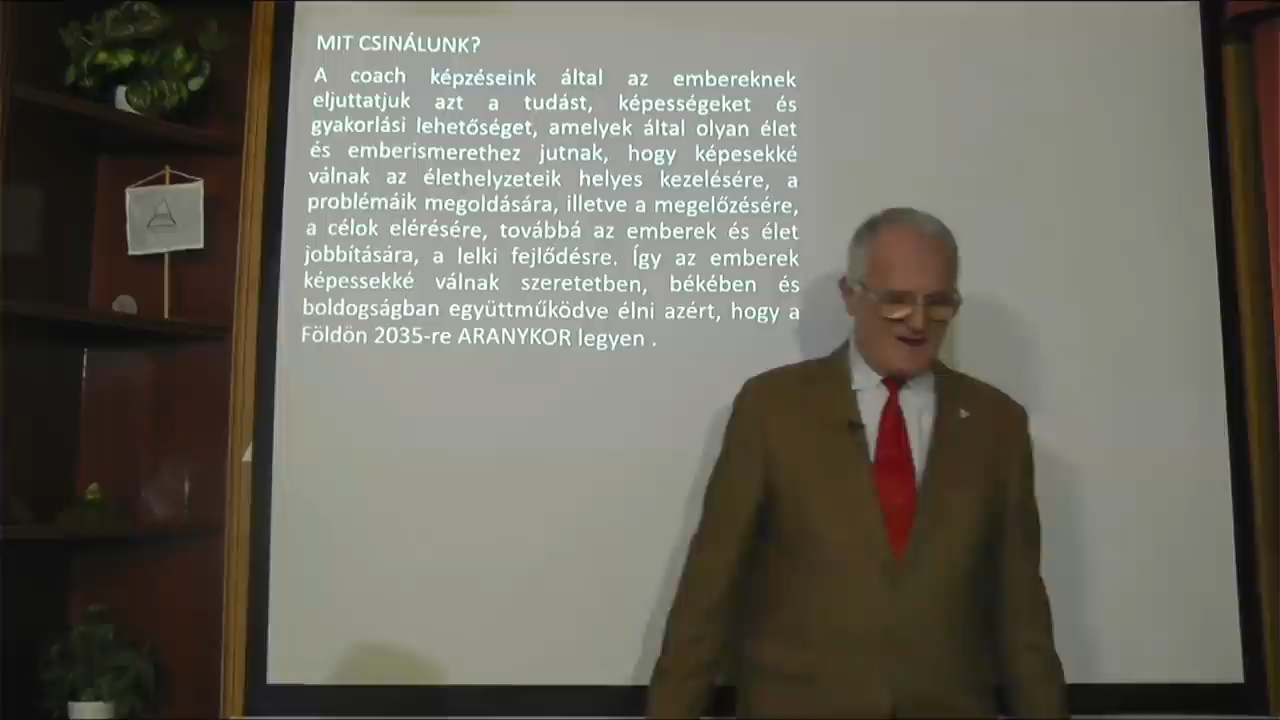 MIT CSINÁLUNK?
A coach képzéseink által az embereknek
eljuttatjuk azt a tudást, képességeket és
gyakorlási lehetőséget, amelyek által olyan élet
és emberismerethez jutnak, hogy képesekké
válnak az élethelyzeteik helyes kezelésére, a
problémáik megoldására, illetve a megelőzésére,
a célok elérésére, továbbá az emberek és élet
jobbítására, a lelki fejlődésre. Így az emberek
képessekké válnak szeretetben, békében és
boldogságban együttműködve élni azért, hogy a
Földön 2035-re ARANYKOR legyen .